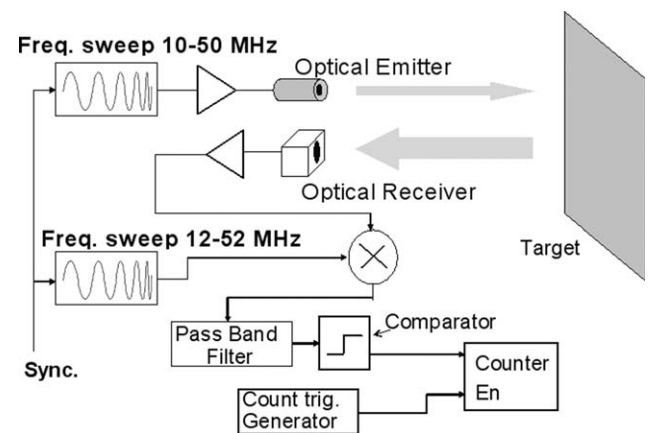 Freq. sweep 10-50 MHz
Optical Emitter
Optical Receiver
Freq. sweep 12-52 MHz
Target
Pass Band
Filter
Comparator
Sync.
Counter
En
Count trig.
Generator